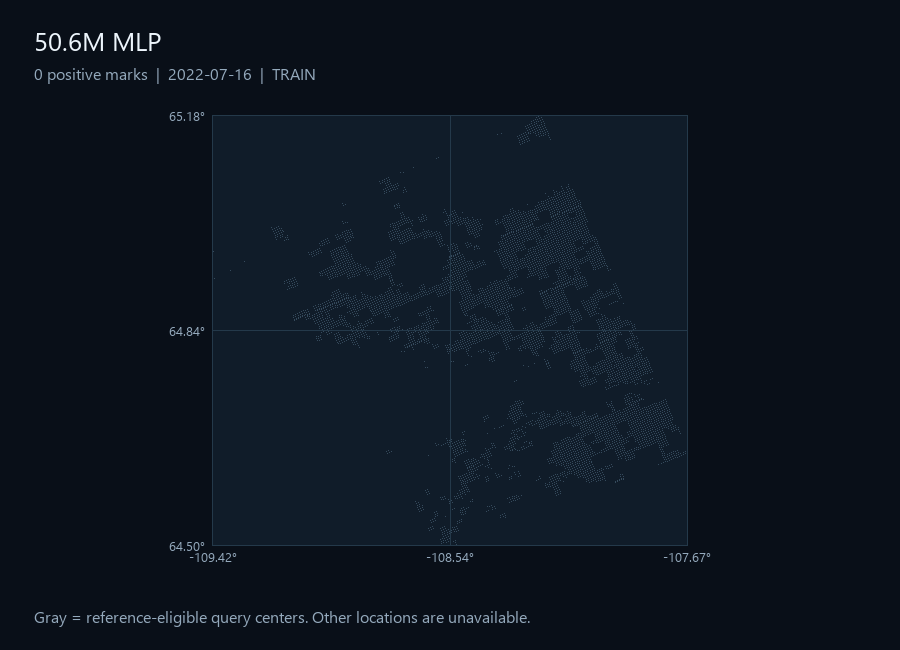 50.6M MLP
0 positive marks | 2022-07-16 | TRAIN
65.18°
64.84°
64.50°
-109.42° -108.54° -107.67°
Gray = reference-eligible query centers. Other locations are unavailable.